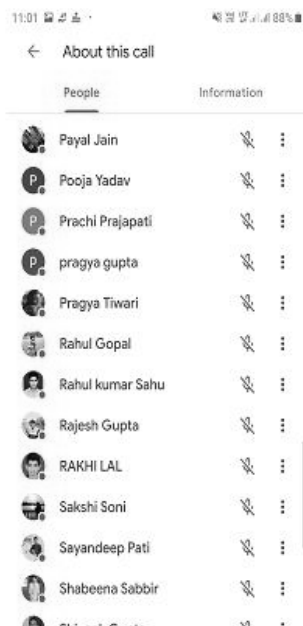 11:01 88%
About this call
People Information
Payal Jain
P Pooja Yadav
P Prachi Prajapati
P pragya gupta
Pragya Tiwari
Rahul Gopal
Rahul kumar Sahu
Rajesh Gupta
RAKHI LAL
Sakshi Soni
Sayandeep Pati
Shabeena Sabbir